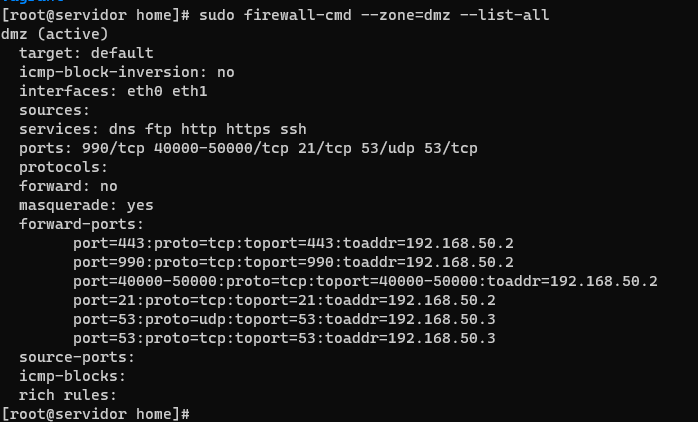 [root@servidor home]# sudo firewall-cmd --zone=dmz --list-all
dmz (active)
  target: default
  icmp-block-inversion: no
  interfaces: eth0 eth1
  sources:
  services: dns ftp http https ssh
  ports: 990/tcp 40000-50000/tcp 21/tcp 53/udp 53/tcp
  protocols:
  forward: no
  masquerade: yes
  forward-ports:
        port=443:proto=tcp:toport=443:toaddr=192.168.50.2
        port=990:proto=tcp:toport=990:toaddr=192.168.50.2
        port=40000-50000:proto=tcp:toport=40000-50000:toaddr=192.168.50.2
        port=21:proto=tcp:toport=21:toaddr=192.168.50.2
        port=53:proto=udp:toport=53:toaddr=192.168.50.3
        port=53:proto=tcp:toport=53:toaddr=192.168.50.3
  source-ports:
  icmp-blocks:
  rich rules:
[root@servidor home]#